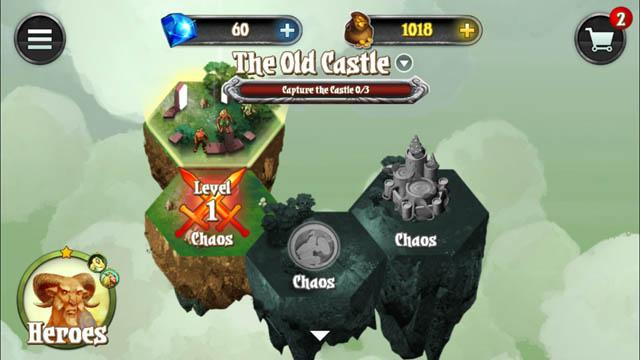 60
1018
2
The Old Castle
Capture the Castle 0/3
Level
1
Chaos
Chaos
Chaos
Heroes